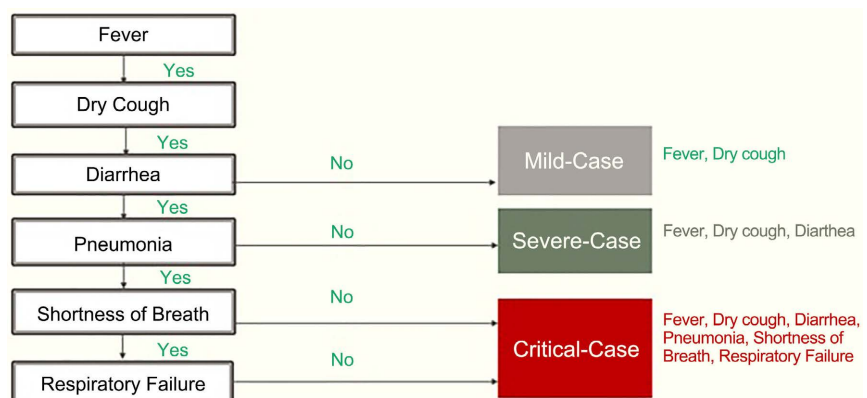 Fever
Yes
Dry Cough
Yes
Diarrhea
No
Mild-Case
Fever, Dry cough
Yes
Pneumonia
No
Severe-Case
Fever, Dry cough, Diarthea
Yes
Shortness of Breath
No
Yes
Respiratory Failure
No
Critical-Case
Fever, Dry cough, Diarrhea,
Pneumonia, Shortness of
Breath, Respiratory Failure